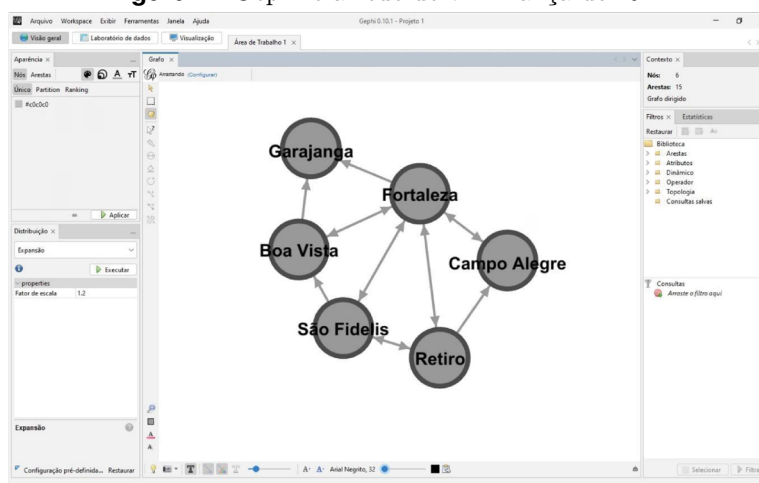 Arquivo Workspace Exibir Ferramentas Janela Ajuda
Gephi 0.10.1 - Projeto 1
Visão geral Laboratório de dados Visualização Área de Trabalho 1 ×
Aparência ×
Nós Arestas
Único Partition Ranking
#c0c0c0
Aplicar
Distribuição ×
Expansão
Executar
properties
Fator de escala 1.2
Expansão
Configuração pré-definida... Restaurar
Grafo ×
Arrastando (Configurar)
Garajanga
Fortaleza
Boa Vista
Campo Alegre
São Fidelis
Retiro
Arial Negrito, 32
Contexto ×
Nós: 6
Arestas: 15
Grafo dirigido
Filtros × Estatísticas
Restaurar
Biblioteca
Arestas
Atributos
Dinâmico
Operador
Topologia
Consultas salvas
Consultas
Arraste o filtro aqui
Selecionar Filtra